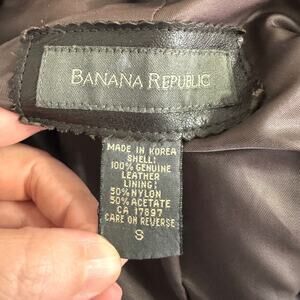 BANANA REPUBLIC
MADE IN KOREA
SHELL:
100% GENUINE
LEATHER
LINING:
50% NYLON
50% ACETATE
CA 17897
CARE ON REVERSE
S